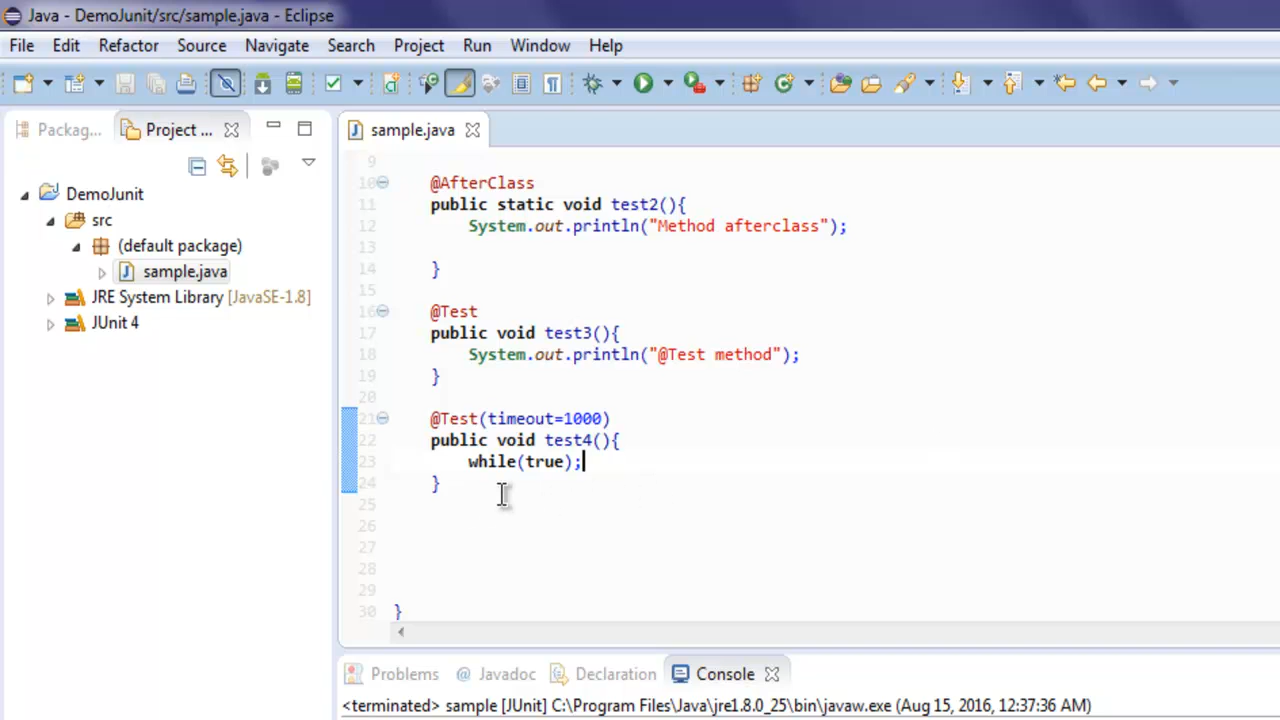 Java - DemoJunit/src/sample.java - Eclipse
File Edit Refactor Source Navigate Search Project Run Window Help
Packag... Project ...
sample.java
DemoJunit
src
(default package)
sample.java
JRE System Library [JavaSE-1.8]
JUnit 4
9
10 @AfterClass
11 public static void test2(){
12 System.out.println("Method afterclass");
13
14 }
15
16 @Test
17 public void test3(){
18 System.out.println("@Test method");
19 }
20
21 @Test(timeout=1000)
22 public void test4(){
23 while(true);
24 }
25
26
27
28
29
30 }
Problems @ Javadoc Declaration Console
<terminated> sample [JUnit] C:\Program Files\Java\jre1.8.0_25\bin\javaw.exe (Aug 15, 2016, 12:37:36 AM)